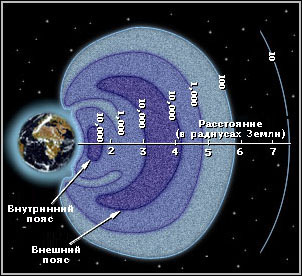 10
100
1,000
10,000
10,000
1,000
10,000
Расстояние
(в радиусах Земли)
2 3 4 5 6 7
Внутринний
пояс
Внешний
пояс